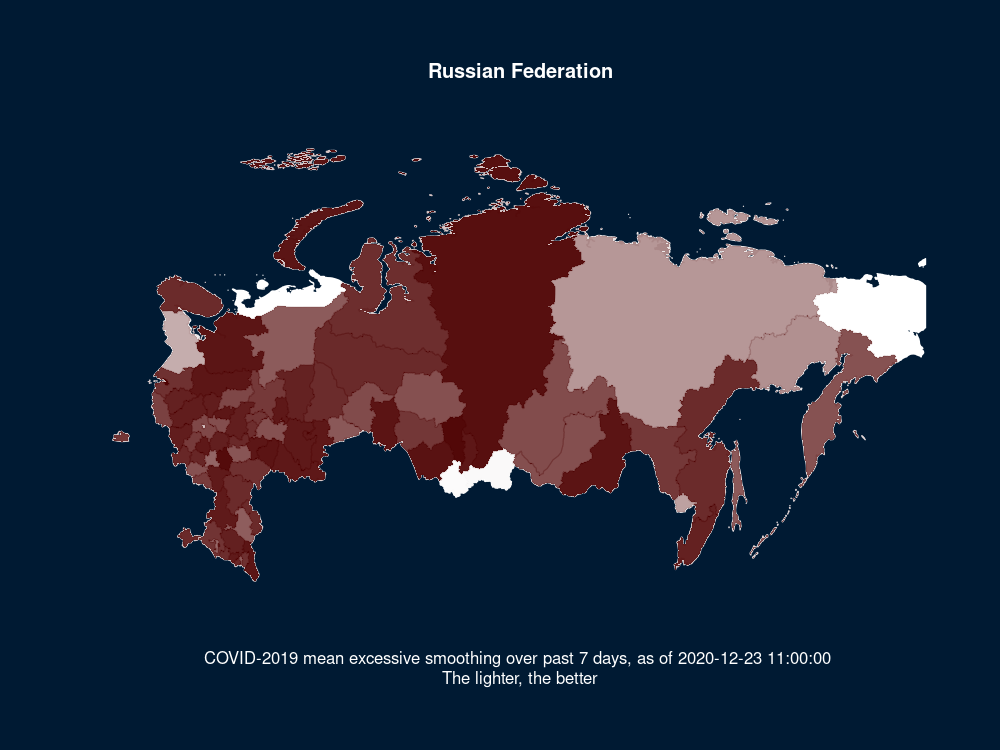 Russian Federation
COVID-2019 mean excessive smoothing over past 7 days, as of 2020-12-23 11:00:00
The lighter, the better